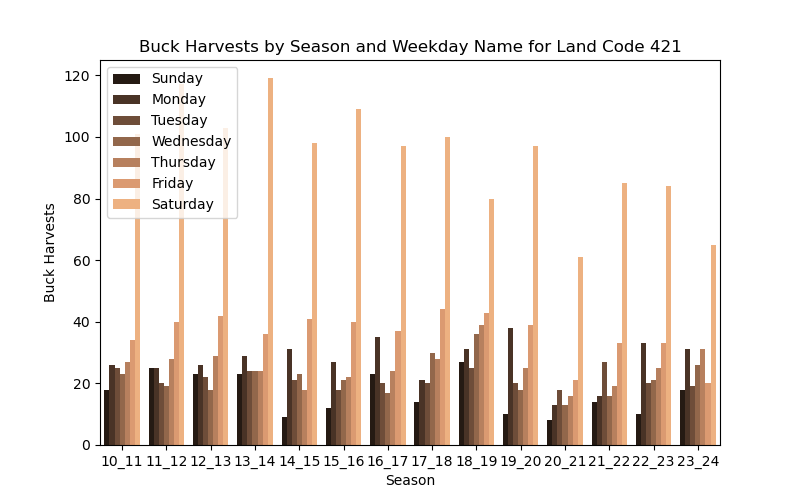 Buck Harvests by Season and Weekday Name for Land Code 421
Sunday
Monday
Tuesday
Wednesday
Thursday
Friday
Saturday
Buck Harvests
120
100
80
60
40
20
0
10_11 11_12 12_13 13_14 14_15 15_16 16_17 17_18 18_19 19_20 20_21 21_22 22_23 23_24
Season